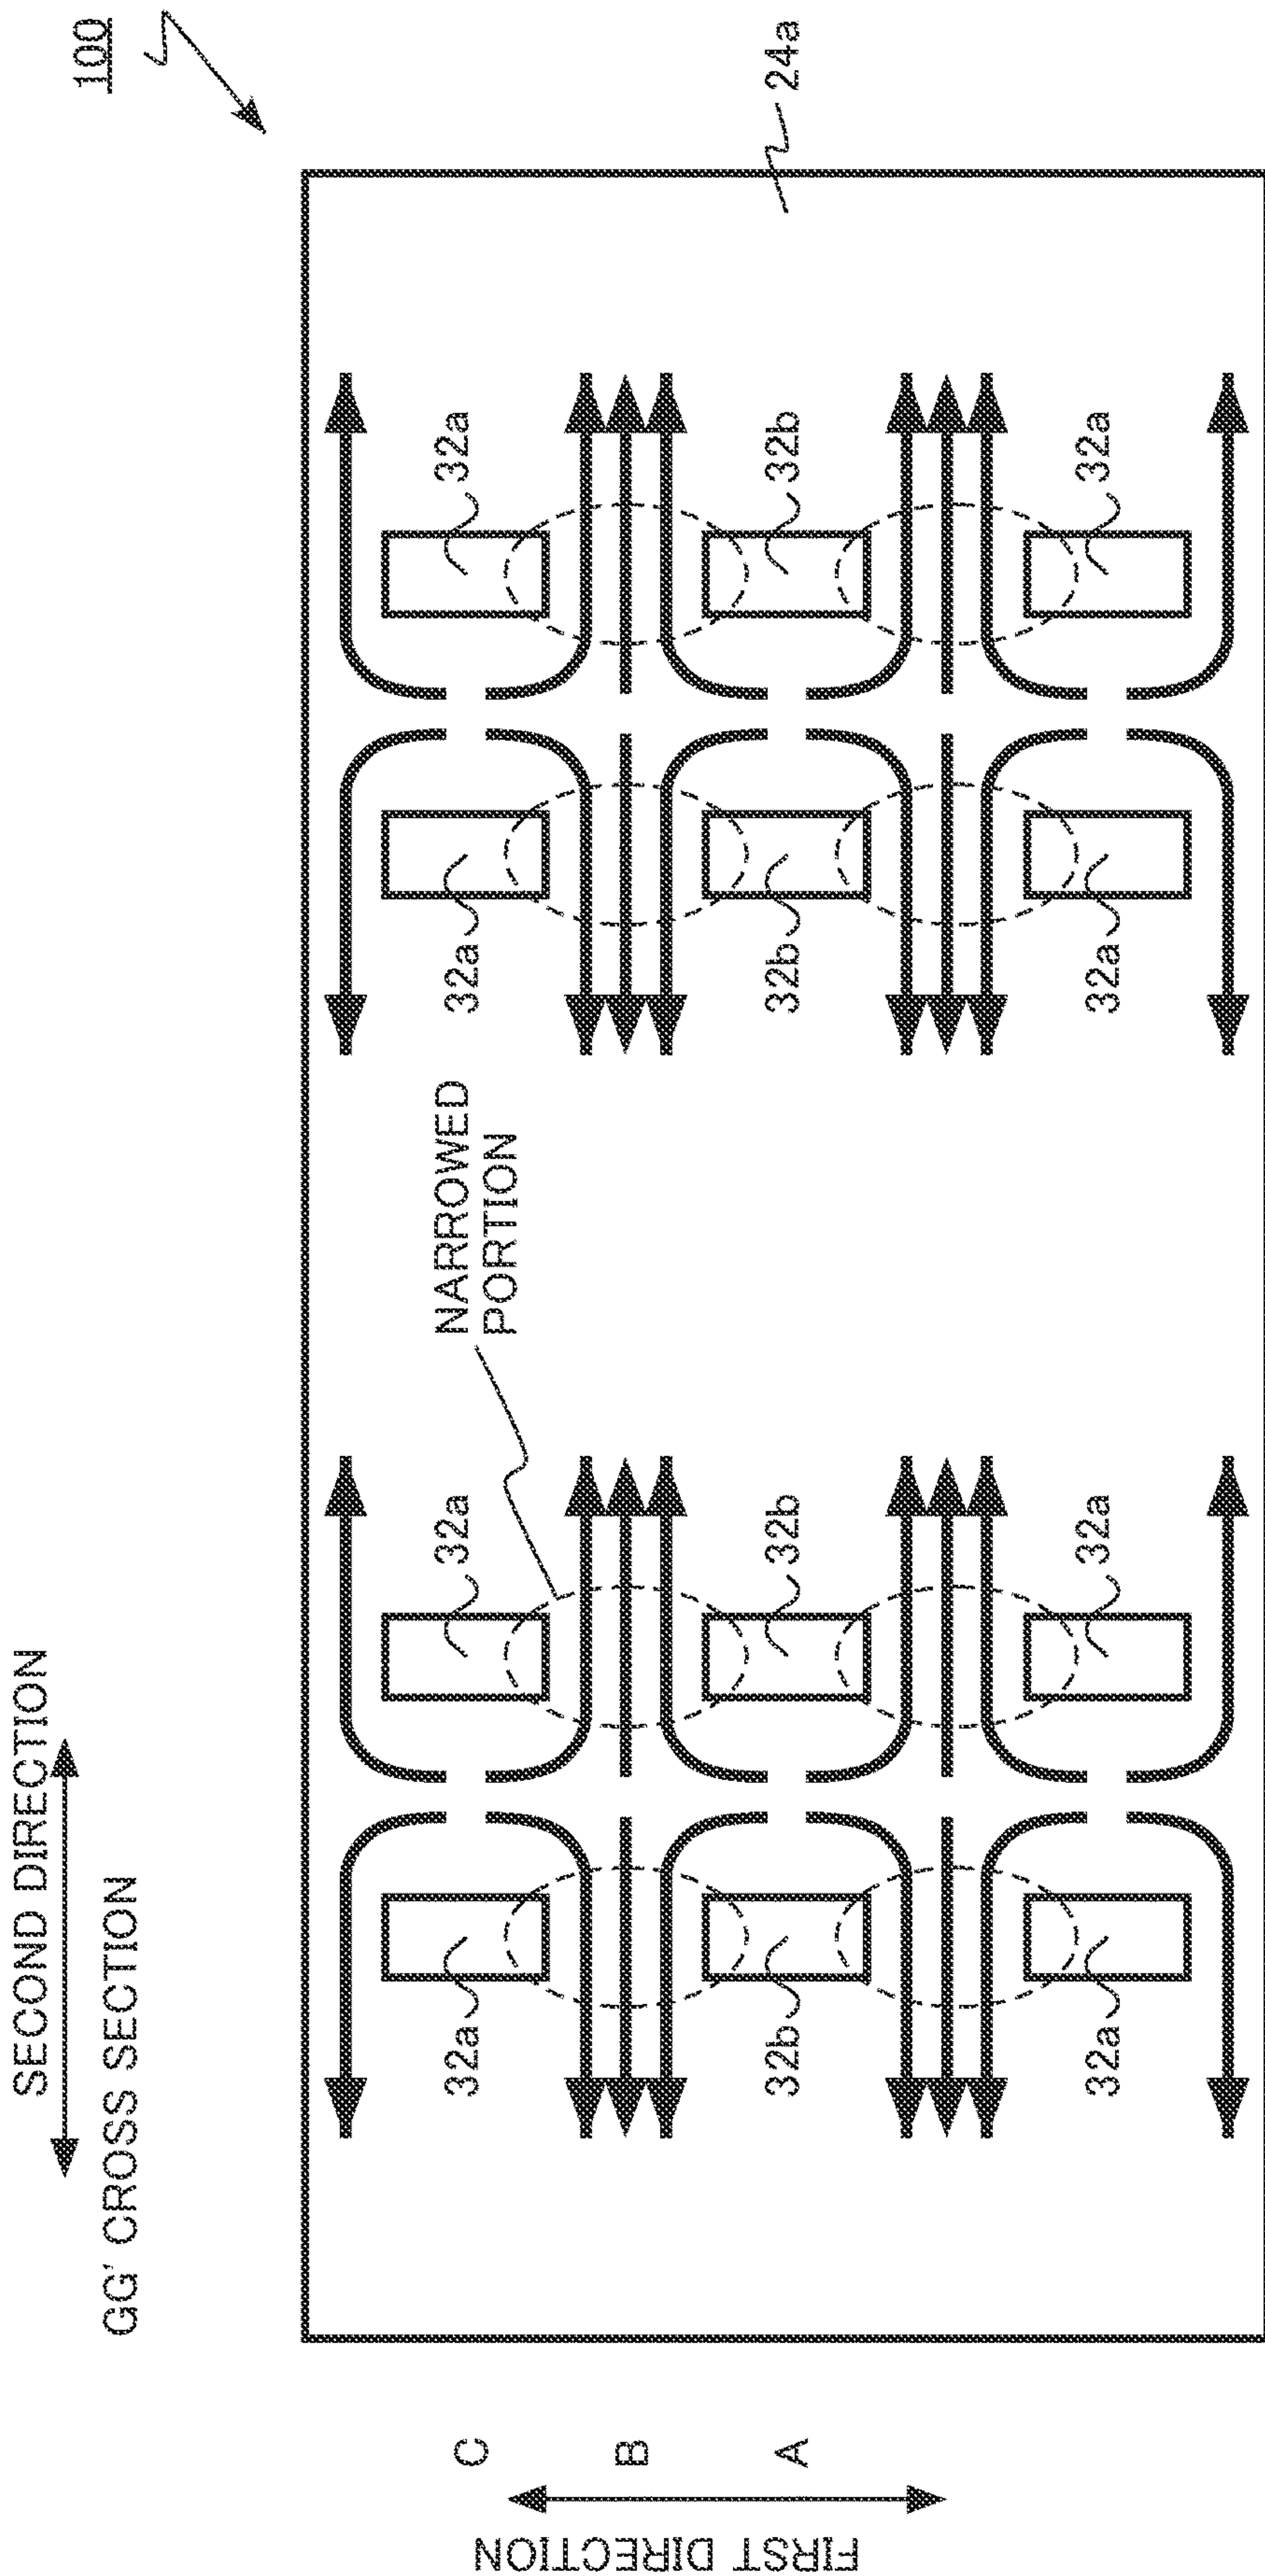 100
SECOND DIRECTION
GG' CROSS SECTION
24a
NARROWED
PORTION
32a
32a
32a
32a
32b
32b
32b
32b
32a
32a
32a
32a
C
B
A
FIRST DIRECTION